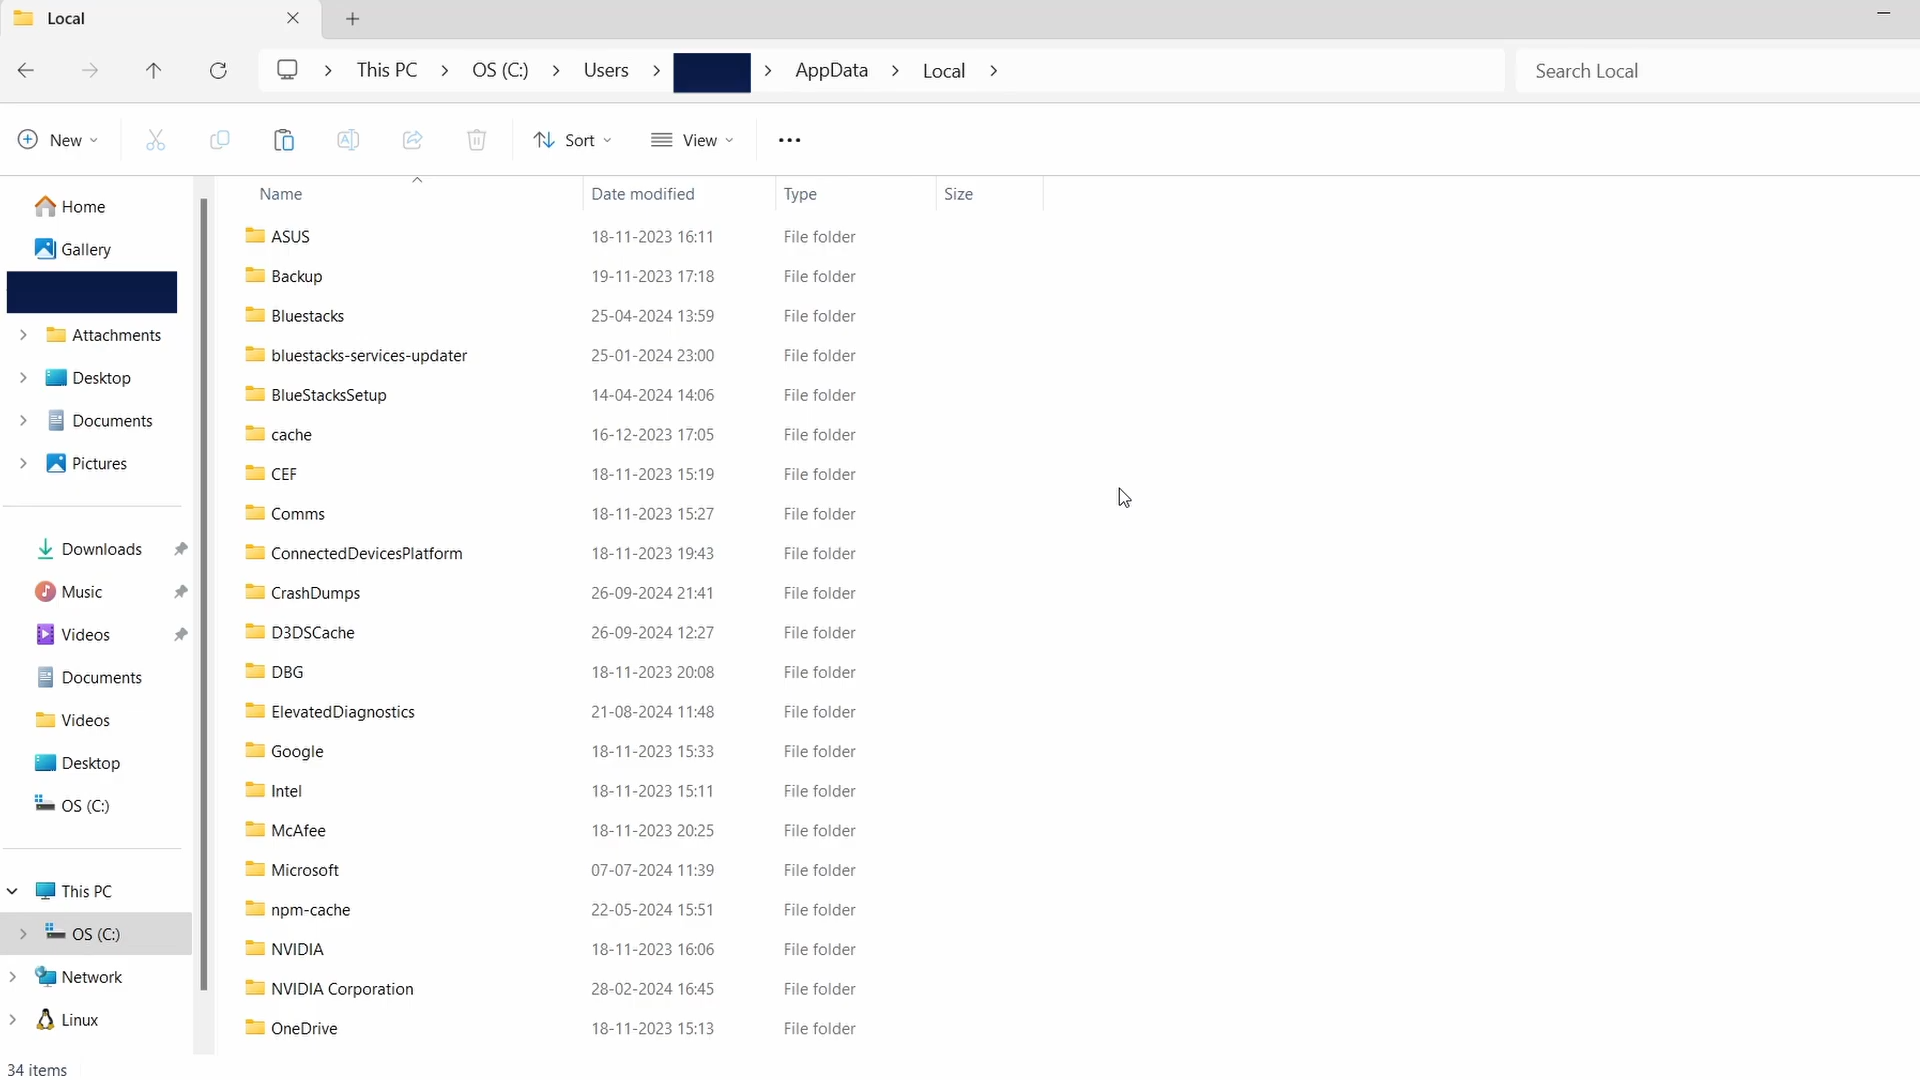 Local
This PC > OS (C:) > Users > > AppData > Local >
Search Local
New
Sort
View
Name Date modified Type Size
Home
Gallery
Attachments
Desktop
Documents
Pictures
Downloads
Music
Videos
Documents
Videos
Desktop
OS (C:)
This PC
OS (C:)
Network
Linux
ASUS 18-11-2023 16:11 File folder
Backup 19-11-2023 17:18 File folder
Bluestacks 25-04-2024 13:59 File folder
bluestacks-services-updater 25-01-2024 23:00 File folder
BlueStacksSetup 14-04-2024 14:06 File folder
cache 16-12-2023 17:05 File folder
CEF 18-11-2023 15:19 File folder
Comms 18-11-2023 15:27 File folder
ConnectedDevicesPlatform 18-11-2023 19:43 File folder
CrashDumps 26-09-2024 21:41 File folder
D3DSCache 26-09-2024 12:27 File folder
DBG 18-11-2023 20:08 File folder
ElevatedDiagnostics 21-08-2024 11:48 File folder
Google 18-11-2023 15:33 File folder
Intel 18-11-2023 15:11 File folder
McAfee 18-11-2023 20:25 File folder
Microsoft 07-07-2024 11:39 File folder
npm-cache 22-05-2024 15:51 File folder
NVIDIA 18-11-2023 16:06 File folder
NVIDIA Corporation 28-02-2024 16:45 File folder
OneDrive 18-11-2023 15:13 File folder
34 items